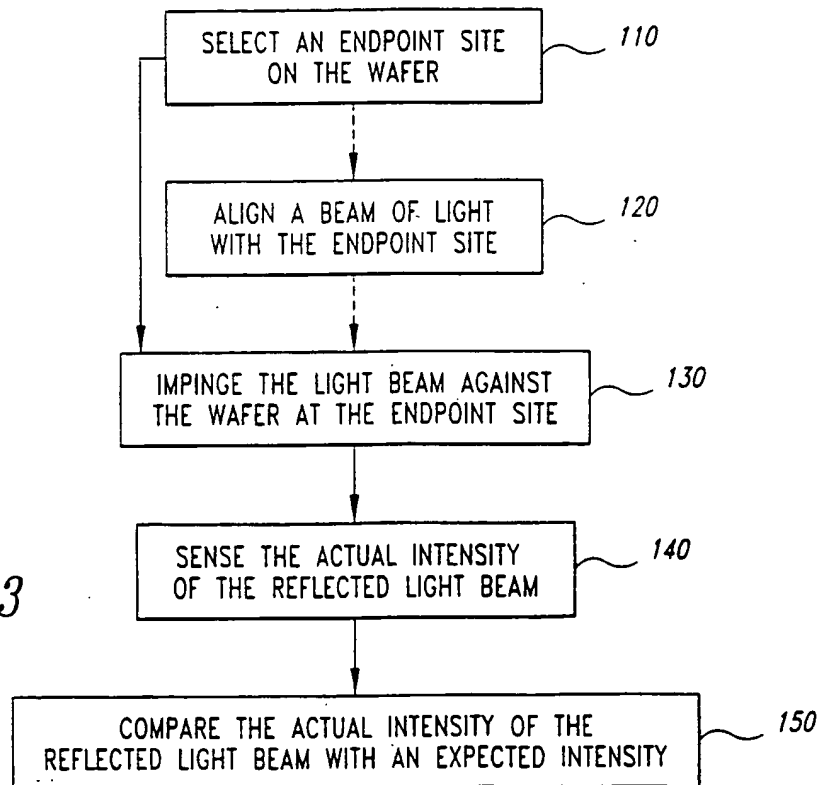 SELECT AN ENDPOINT SITE
ON THE WAFER
110
ALIGN A BEAM OF LIGHT
WITH THE ENDPOINT SITE
120
IMPINGE THE LIGHT BEAM AGAINST
THE WAFER AT THE ENDPOINT SITE
130
SENSE THE ACTUAL INTENSITY
OF THE REFLECTED LIGHT BEAM
140
3
COMPARE THE ACTUAL INTENSITY OF THE
REFLECTED LIGHT BEAM WITH AN EXPECTED INTENSITY
150